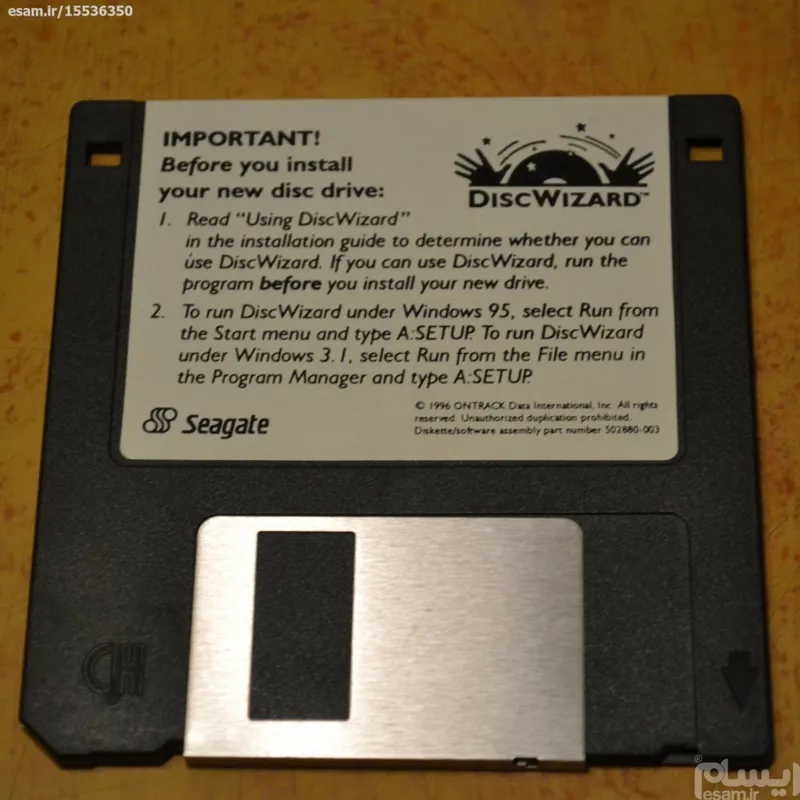 esam.ir/15536350
IMPORTANT!
Before you install
your new disc drive:
DISCWIZARD™
1. Read "Using DiscWizard"
in the installation guide to determine whether you can
use DiscWizard. If you can use DiscWizard, run the
program before you install your new drive.
2. To run DiscWizard under Windows 95, select Run from
the Start menu and type A:SETUP. To run DiscWizard
under Windows 3.1, select Run from the File menu in
the Program Manager and type A:SETUP.
Seagate
© 1996 ONTRACK Data International, Inc. All rights
reserved. Unauthorized duplication prohibited.
Diskette/software assembly part number 502880-003
HD
ایسام®
esam.ir